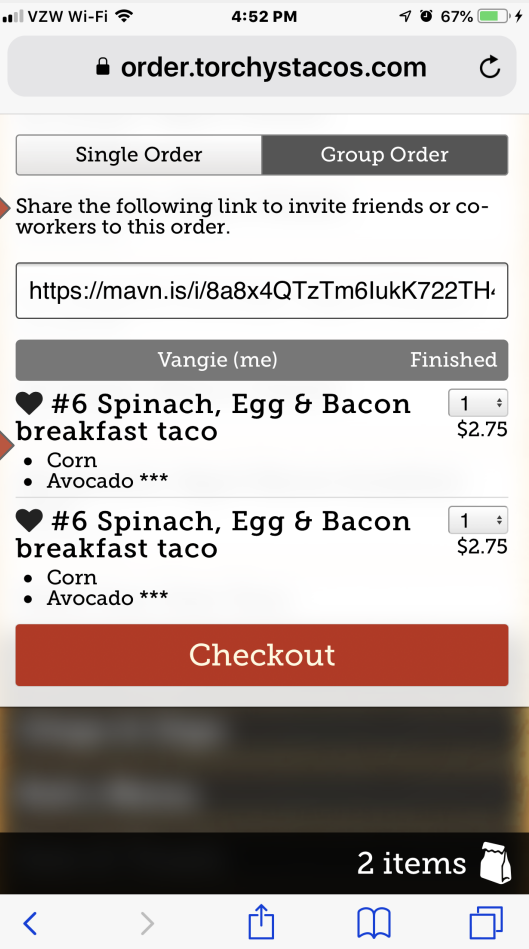 VZW Wi-Fi 4:52 PM 67%
order.torchystacos.com
Single Order Group Order
Share the following link to invite friends or co-
workers to this order.
https://mavn.is/i/8a8x4QTzTm6IukK722TH
Vangie (me) Finished
#6 Spinach, Egg & Bacon 1
breakfast taco $2.75
• Corn
• Avocado ***
#6 Spinach, Egg & Bacon 1
breakfast taco $2.75
• Corn
• Avocado ***
Checkout
2 items